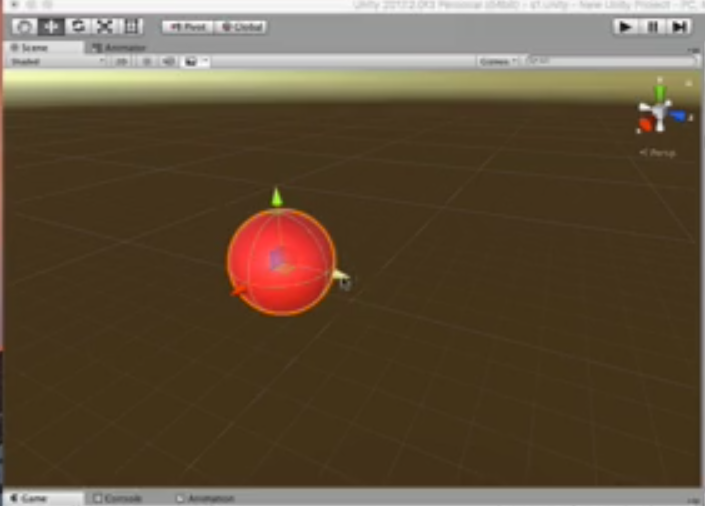 Unity 2017.2.0f3 Personal (64bit) - s1.unity - New Unity Project - PC,
Pivot Global
Scene Animator
Shaded 2D Gizmos
y
x z
Persp
Game Console Animation